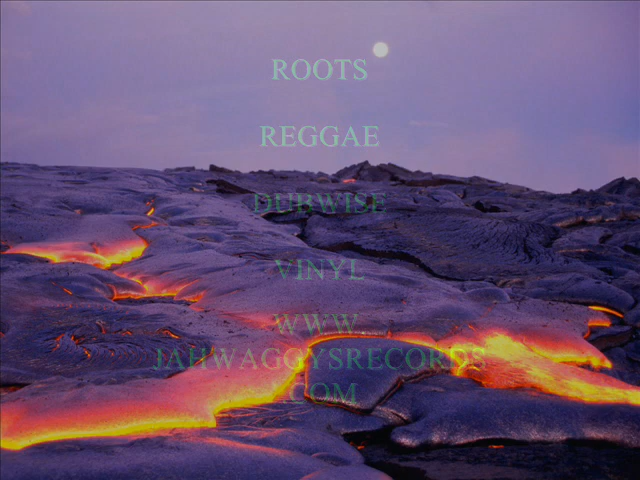 ROOTS
REGGAE
DUBWISE
VINYL
WWW.
JAHWAGGYSRECORDS
.COM